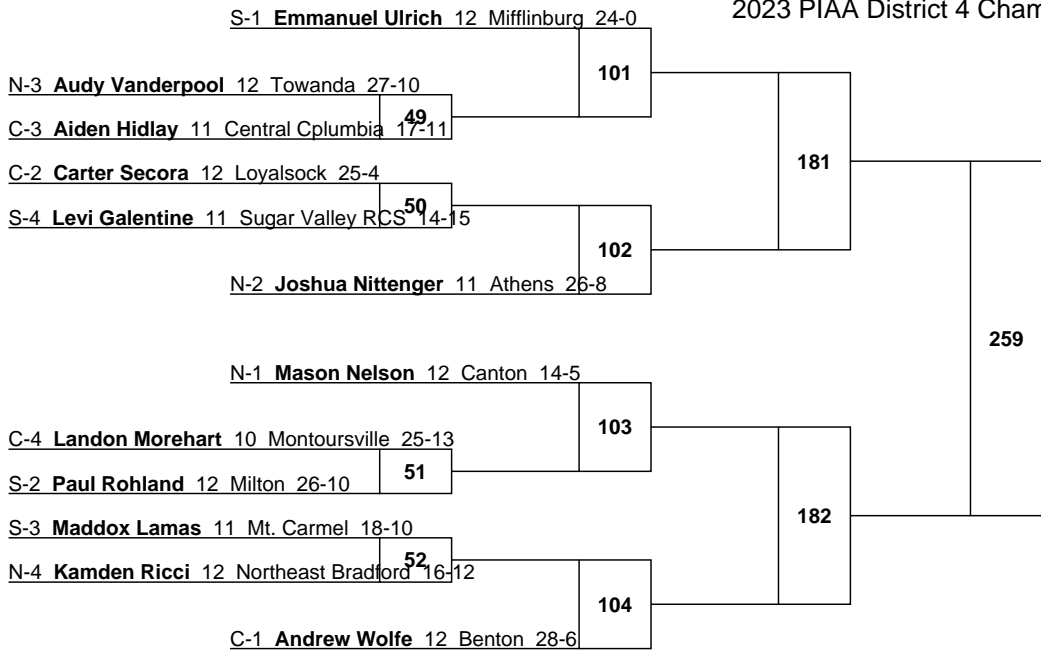 2023 PIAA District 4 Cham
S-1 Emmanuel Ulrich 12 Mifflinburg 24-0
101
N-3 Audy Vanderpool 12 Towanda 27-10
49
C-3 Aiden Hidlay 11 Central Cplumbia 17-11
181
C-2 Carter Secora 12 Loyalsock 25-4
50
S-4 Levi Galentine 11 Sugar Valley RCS 14-15
102
N-2 Joshua Nittenger 11 Athens 26-8
259
N-1 Mason Nelson 12 Canton 14-5
103
C-4 Landon Morehart 10 Montoursville 25-13
51
S-2 Paul Rohland 12 Milton 26-10
182
S-3 Maddox Lamas 11 Mt. Carmel 18-10
52
N-4 Kamden Ricci 12 Northeast Bradford 16-12
104
C-1 Andrew Wolfe 12 Benton 28-6